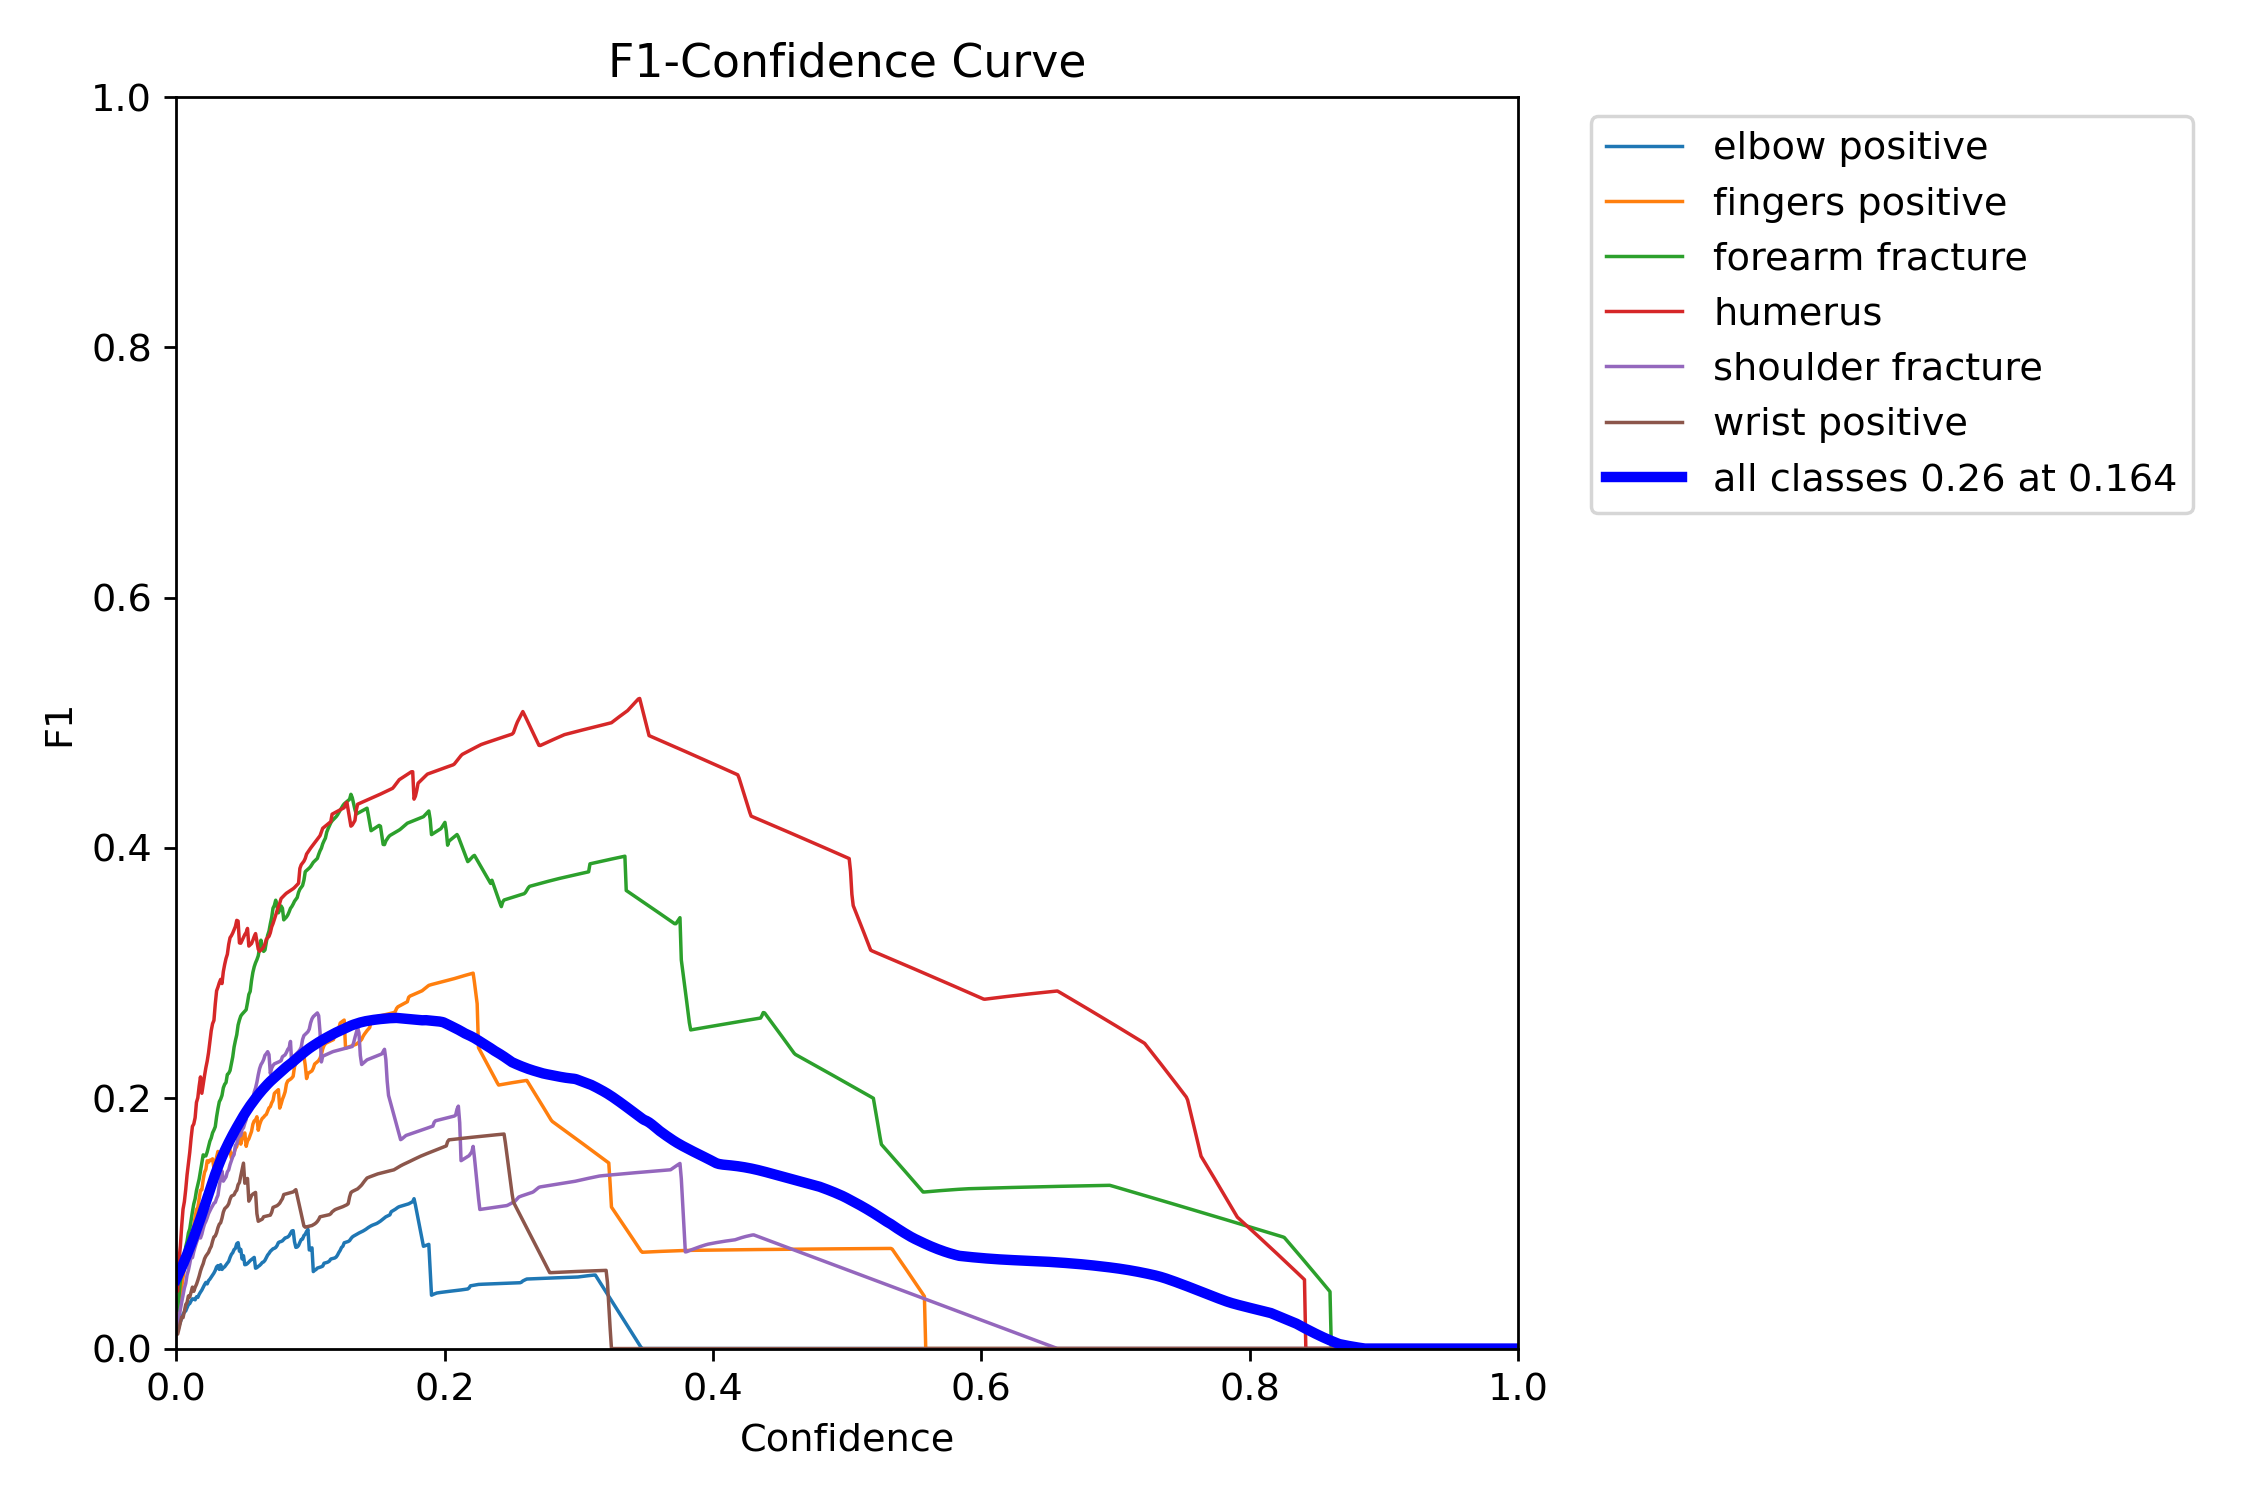 F1-Confidence Curve
1.0
0.8
0.6
0.4
0.2
0.0
F1
0.0 0.2 0.4 0.6 0.8 1.0
Confidence
elbow positive
fingers positive
forearm fracture
humerus
shoulder fracture
wrist positive
all classes 0.26 at 0.164